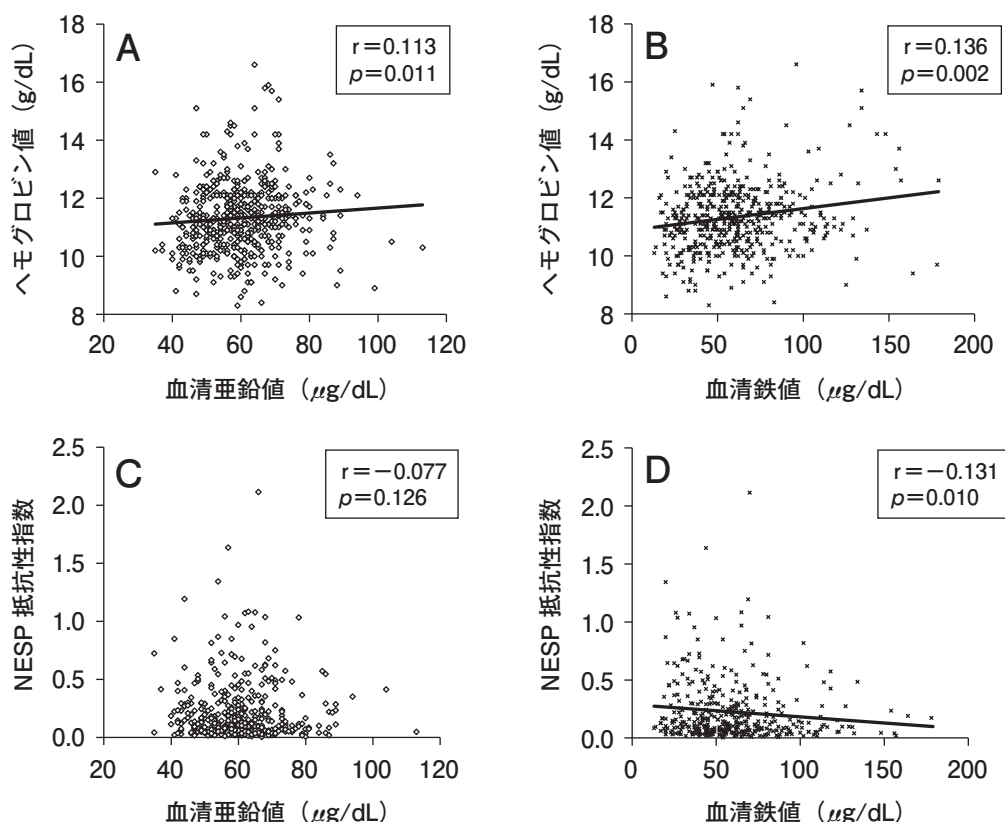 A
r=0.113
p=0.011
ヘモグロビン値（g/dL）
18
16
14
12
10
8
20 40 60 80 100 120
血清亜鉛値（μg/dL）
B
r=0.136
p=0.002
ヘモグロビン値（g/dL）
18
16
14
12
10
8
0 50 100 150 200
血清鉄値（μg/dL）
C
r=−0.077
p=0.126
NESP 抵抗性指数
2.5
2.0
1.5
1.0
0.5
0.0
20 40 60 80 100 120
血清亜鉛値（μg/dL）
D
r=−0.131
p=0.010
NESP 抵抗性指数
2.5
2.0
1.5
1.0
0.5
0.0
0 50 100 150 200
血清鉄値（μg/dL）